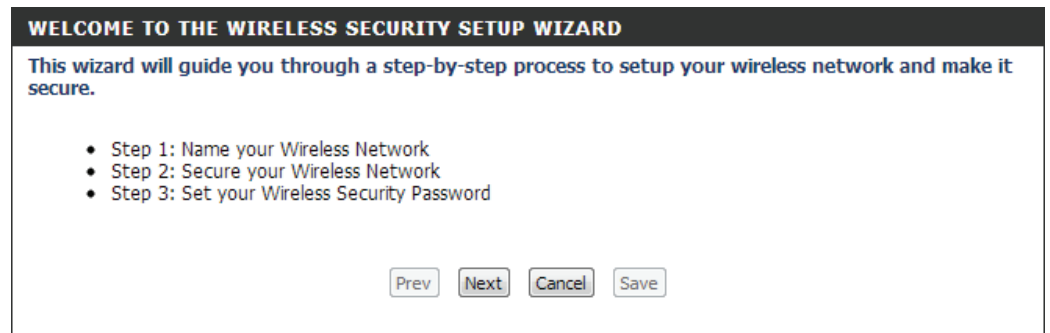 WELCOME TO THE WIRELESS SECURITY SETUP WIZARD
This wizard will guide you through a step-by-step process to setup your wireless network and make it
secure.
• Step 1: Name your Wireless Network
• Step 2: Secure your Wireless Network
• Step 3: Set your Wireless Security Password
Prev Next Cancel Save